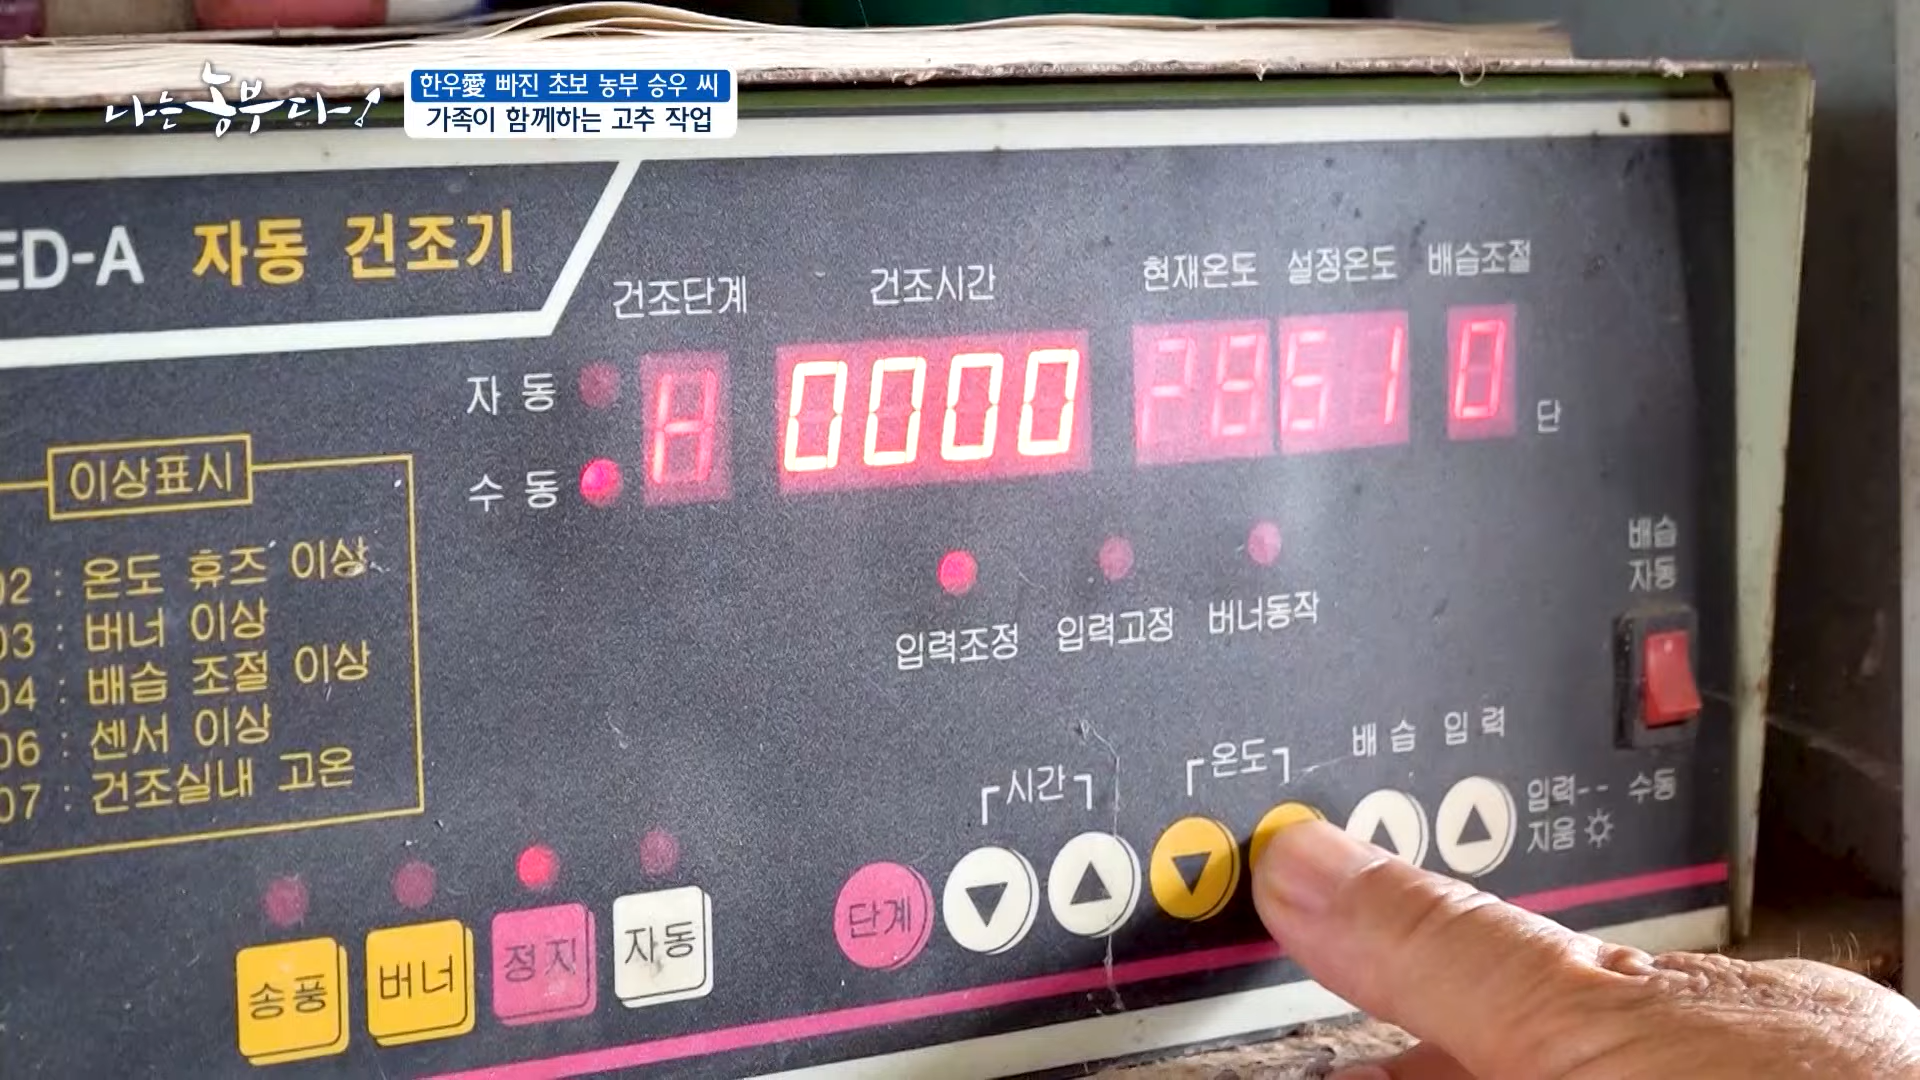 나는 농부다!
한우愛 빠진 초보 농부 승우 씨
가족이 함께하는 고추 작업
ED-A 자동 건조기
건조단계 건조시간 현재온도 설정온도 배습조절
자동
수동
H 0000 51 0 단
이상표시
02 : 온도 휴즈 이상
03 : 버너 이상
04 : 배습 조절 이상
06 : 센서 이상
07 : 건조실내 고온
입력조정 입력고정 버너동작
배습
자동
수동
시간 온도 배습 입력
입력--
지움
단계
송풍 버너 정지 자동